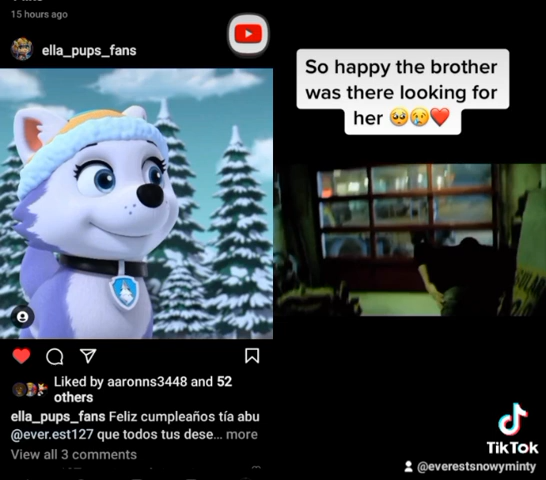 15 hours ago
ella_pups_fans
Liked by aaronns3448 and 52
others
ella_pups_fans Feliz cumpleaños tía abu
@ever.est127 que todos tus dese... more
View all 3 comments
So happy the brother
was there looking for
her 🥺😢❤️
TikTok
@everestsnowyminty